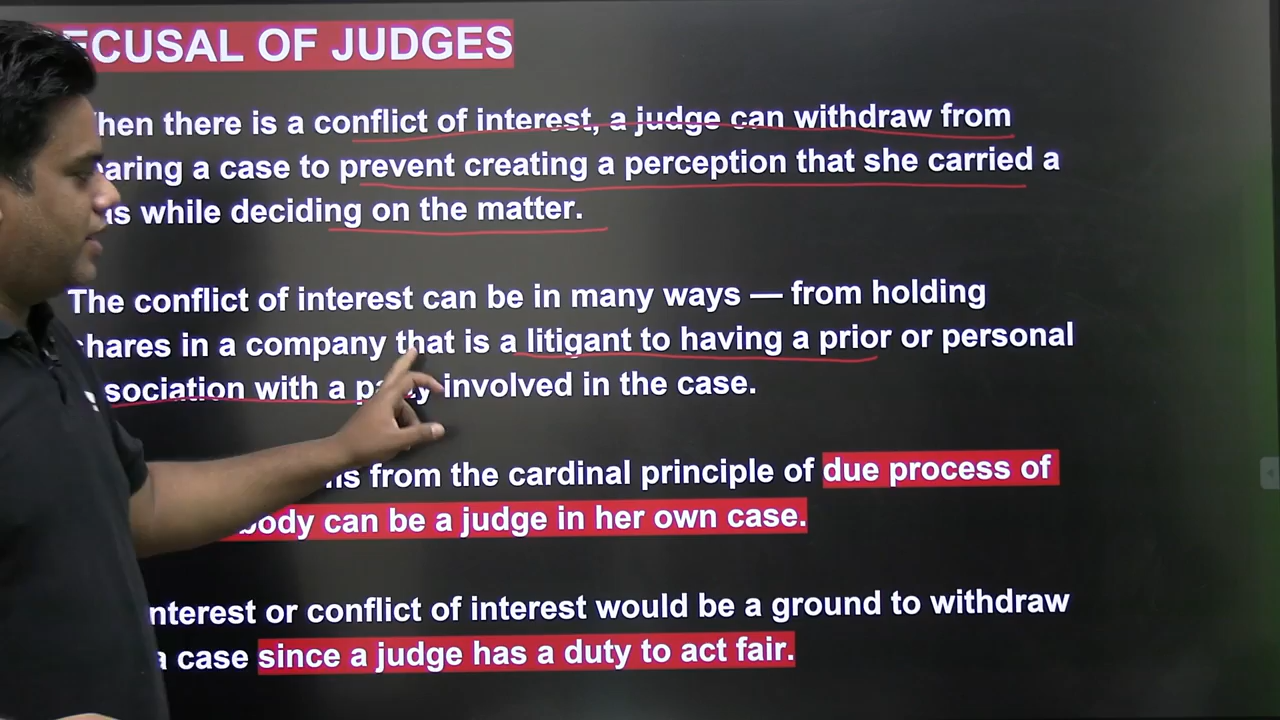 ECUSAL OF JUDGES
hen there is a conflict of interest, a judge can withdraw from
aring a case to prevent creating a perception that she carried a
as while deciding on the matter.
The conflict of interest can be in many ways — from holding
hares in a company that is a litigant to having a prior or personal
sociation with a party involved in the case.
from the cardinal principle of due process of
body can be a judge in her own case.
nterest or conflict of interest would be a ground to withdraw
a case since a judge has a duty to act fair.